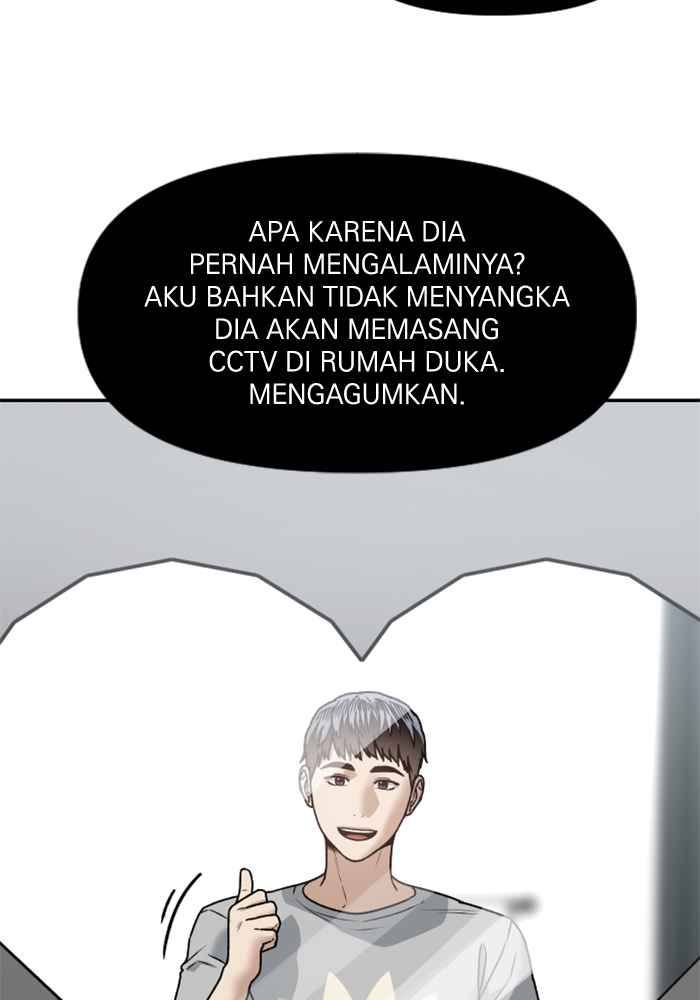 APA KARENA DIA
PERNAH MENGALAMINYA?
AKU BAHKAN TIDAK MENYANGKA
DIA AKAN MEMASANG
CCTV DI RUMAH DUKA.
MENGAGUMKAN.